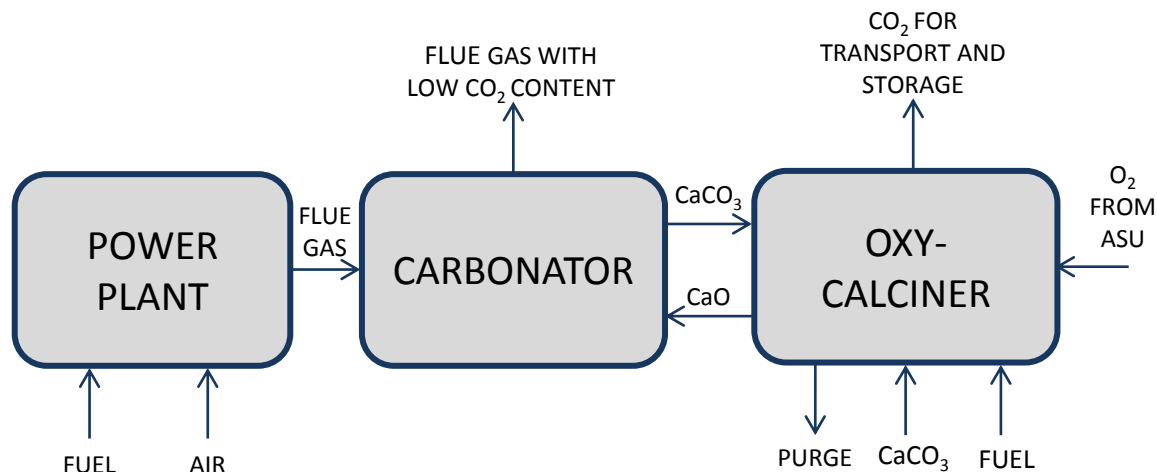 FLUE GAS WITH
LOW CO₂ CONTENT
CO₂ FOR
TRANSPORT AND
STORAGE
POWER
PLANT
FLUE
GAS
CARBONATOR
CaCO₃
CaO
OXY-
CALCINER
O₂
FROM
ASU
FUEL
AIR
PURGE
CaCO₃
FUEL